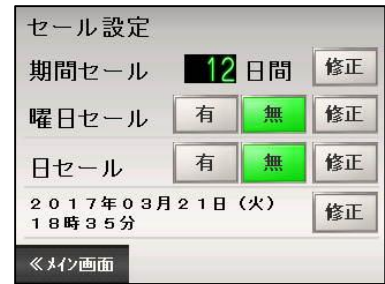 セール設定
期間セール 12 日間 修正
曜日セール 有 無 修正
日セール 有 無 修正
2017年03月21日(火)
18時35分 修正
≪メイン画面